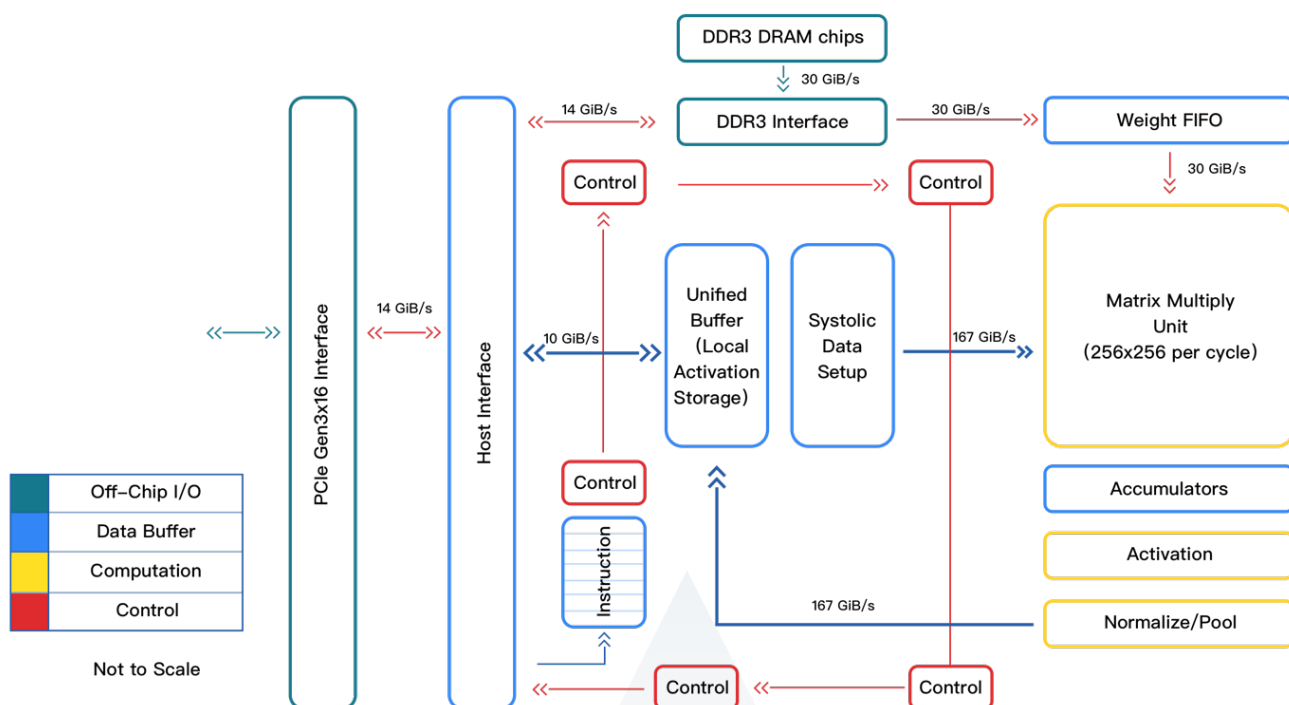 DDR3 DRAM chips
30 GiB/s
14 GiB/s
DDR3 Interface
30 GiB/s
Weight FIFO
Control
Control
30 GiB/s
PCIe Gen3x16 Interface
14 GiB/s
Host Interface
10 GiB/s
Unified
Buffer
(Local
Activation
Storage)
Systolic
Data
Setup
167 GiB/s
Matrix Multiply
Unit
(256x256 per cycle)
Control
Accumulators
Instruction
Activation
167 GiB/s
Normalize/Pool
Control
Control
Off-Chip I/O
Data Buffer
Computation
Control
Not to Scale